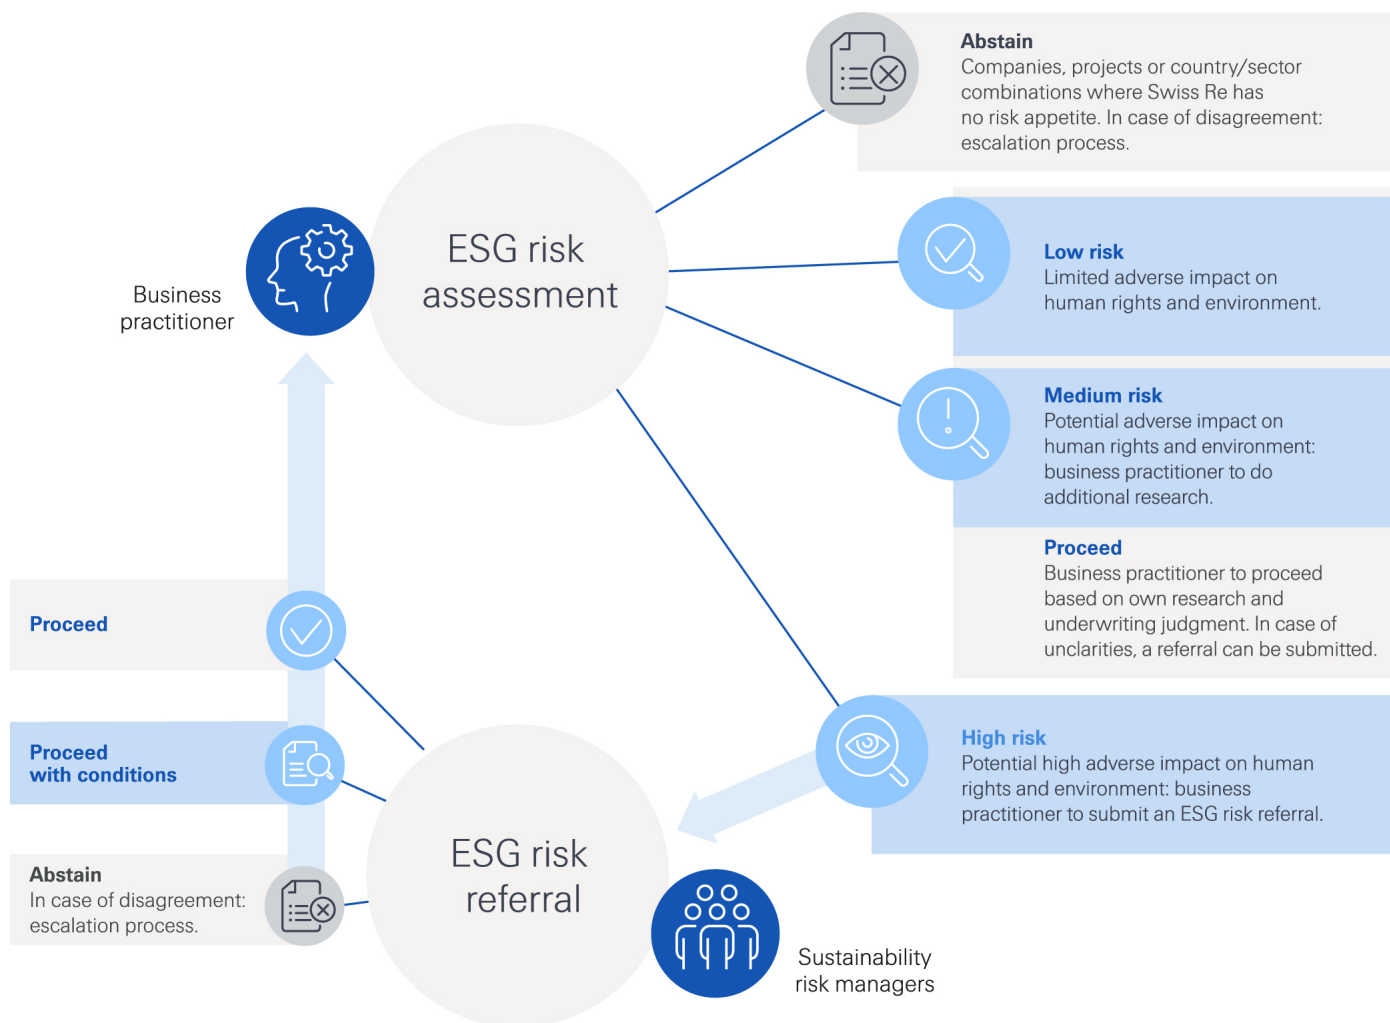 Abstain
Companies, projects or country/sector
combinations where Swiss Re has
no risk appetite. In case of disagreement:
escalation process.
ESG risk
assessment
Business
practitioner
Low risk
Limited adverse impact on
human rights and environment.
Medium risk
Potential adverse impact on
human rights and environment:
business practitioner to do
additional research.
Proceed
Business practitioner to proceed
based on own research and
underwriting judgment. In case of
unclarities, a referral can be submitted.
High risk
Potential high adverse impact on human
rights and environment: business
practitioner to submit an ESG risk referral.
Proceed
Proceed
with conditions
Abstain
In case of disagreement:
escalation process.
ESG risk
referral
Sustainability
risk managers